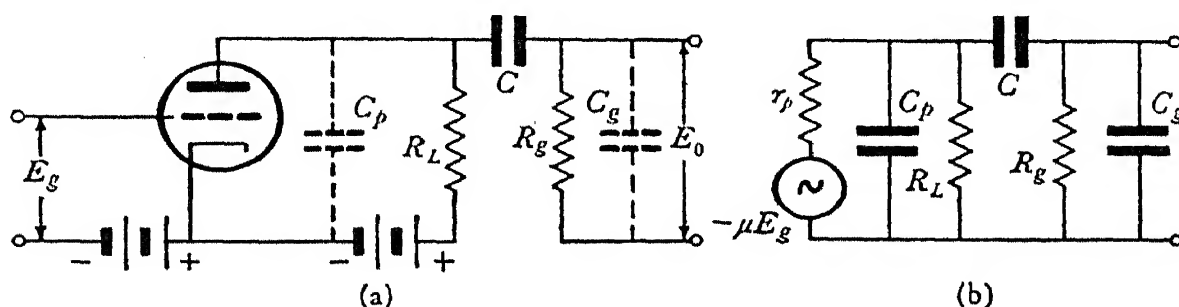 C_p
R_L
C
R_g
C_g
E_0
E_g
- +
- +
(a)
r_p
-μE_g
C_p
R_L
C
R_g
C_g
(b)